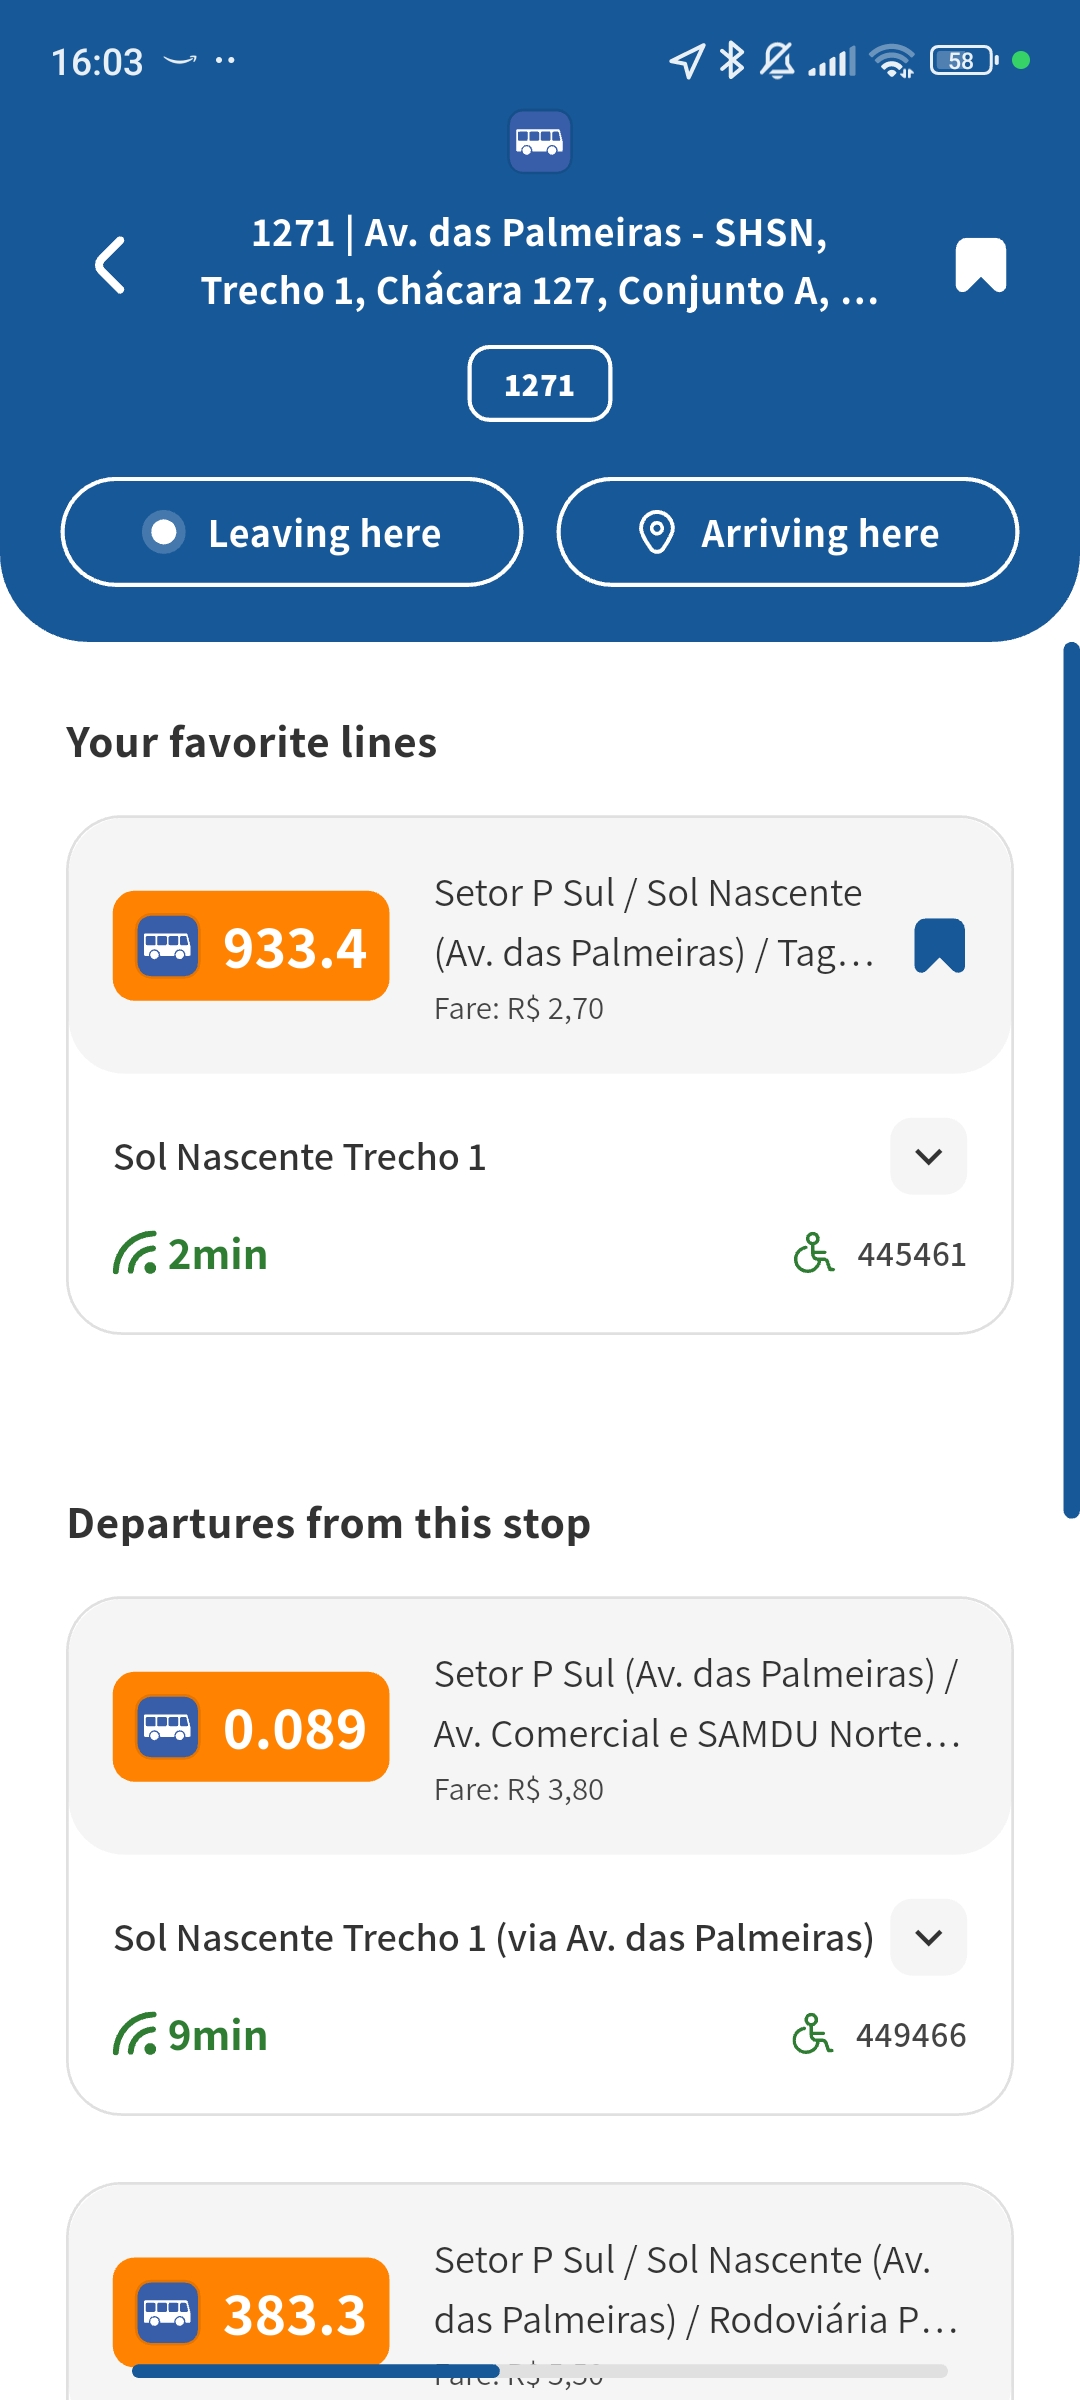 16:03
58
1271 | Av. das Palmeiras - SHSN,
Trecho 1, Chácara 127, Conjunto A, ...
1271
Leaving here
Arriving here
Your favorite lines
933.4
Setor P Sul / Sol Nascente
(Av. das Palmeiras) / Tag...
Fare: R$ 2,70
Sol Nascente Trecho 1
2min
445461
Departures from this stop
0.089
Setor P Sul (Av. das Palmeiras) /
Av. Comercial e SAMDU Norte...
Fare: R$ 3,80
Sol Nascente Trecho 1 (via Av. das Palmeiras)
9min
449466
383.3
Setor P Sul / Sol Nascente (Av.
das Palmeiras) / Rodoviária P...
Fare: R$ 5,50